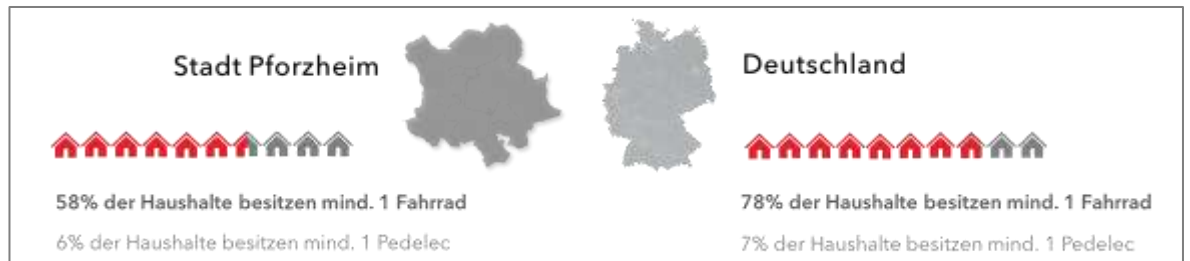 Stadt Pforzheim
58% der Haushalte besitzen mind. 1 Fahrrad
6% der Haushalte besitzen mind. 1 Pedelec
Deutschland
78% der Haushalte besitzen mind. 1 Fahrrad
7% der Haushalte besitzen mind. 1 Pedelec